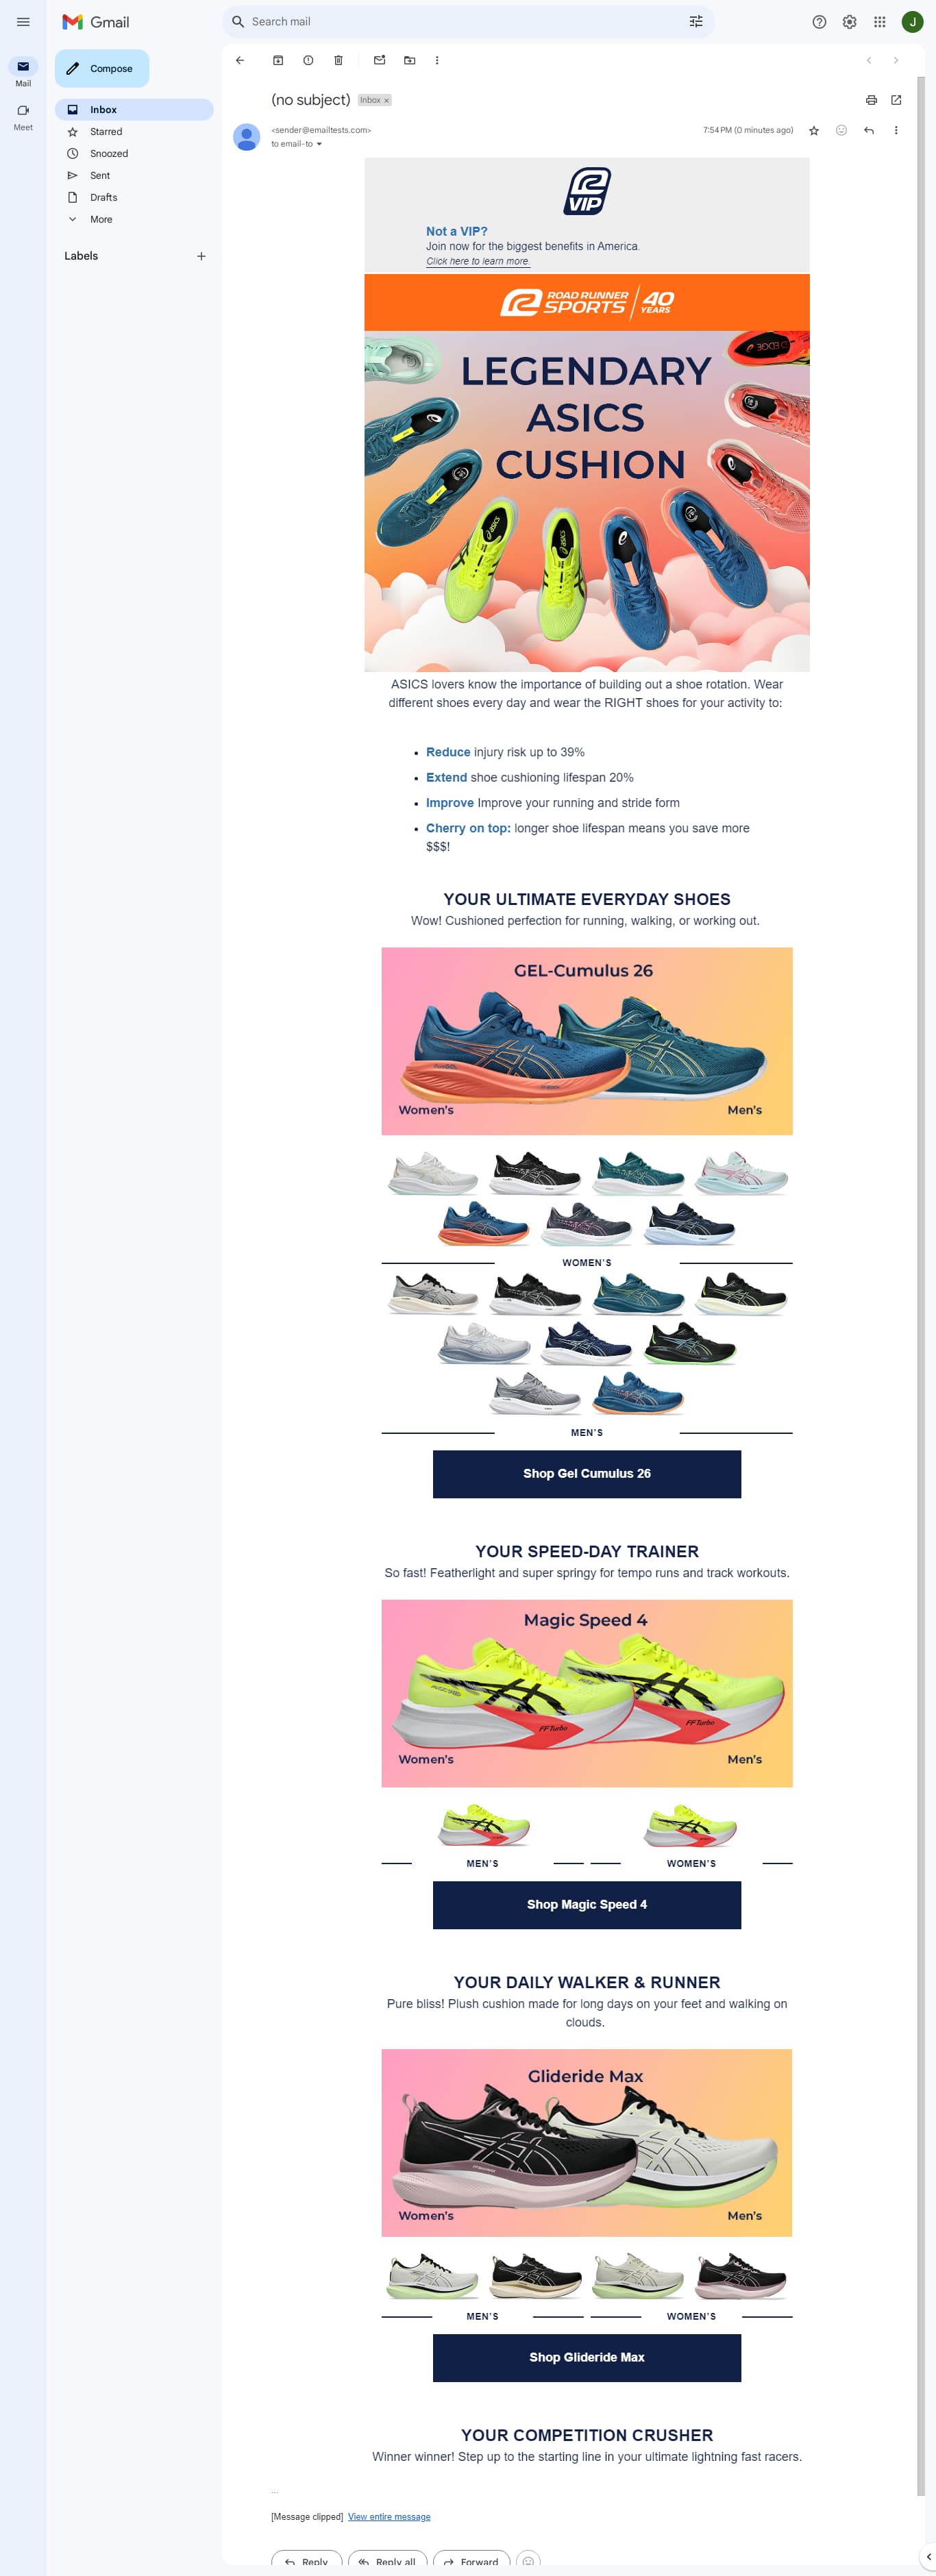 Gmail
Search mail
J
Mail
Meet
Compose
Inbox
Starred
Snoozed
Sent
Drafts
More
Labels
(no subject)
Inbox ×
<sender@emailtests.com>
7:54 PM (0 minutes ago)
to email-to
VIP
Not a VIP?
Join now for the biggest benefits in America.
Click here to learn more.
ROAD RUNNER
SPORTS
40
YEARS
LEGENDARY
ASICS
CUSHION
ASICS lovers know the importance of building out a shoe rotation. Wear
different shoes every day and wear the RIGHT shoes for your activity to:
• Reduce injury risk up to 39%
• Extend shoe cushioning lifespan 20%
• Improve Improve your running and stride form
• Cherry on top: longer shoe lifespan means you save more
$$$!
YOUR ULTIMATE EVERYDAY SHOES
Wow! Cushioned perfection for running, walking, or working out.
GEL-Cumulus 26
Women's
Men's
WOMEN'S
MEN'S
Shop Gel Cumulus 26
YOUR SPEED-DAY TRAINER
So fast! Featherlight and super springy for tempo runs and track workouts.
Magic Speed 4
FF Turbo
FF Turbo
Women's
Men's
MEN'S
WOMEN'S
Shop Magic Speed 4
YOUR DAILY WALKER & RUNNER
Pure bliss! Plush cushion made for long days on your feet and walking on
clouds.
Glideride Max
Women's
Men's
MEN'S
WOMEN'S
Shop Glideride Max
YOUR COMPETITION CRUSHER
Winner winner! Step up to the starting line in your ultimate lightning fast racers.
...
[Message clipped] View entire message
Reply
Reply all
Forward